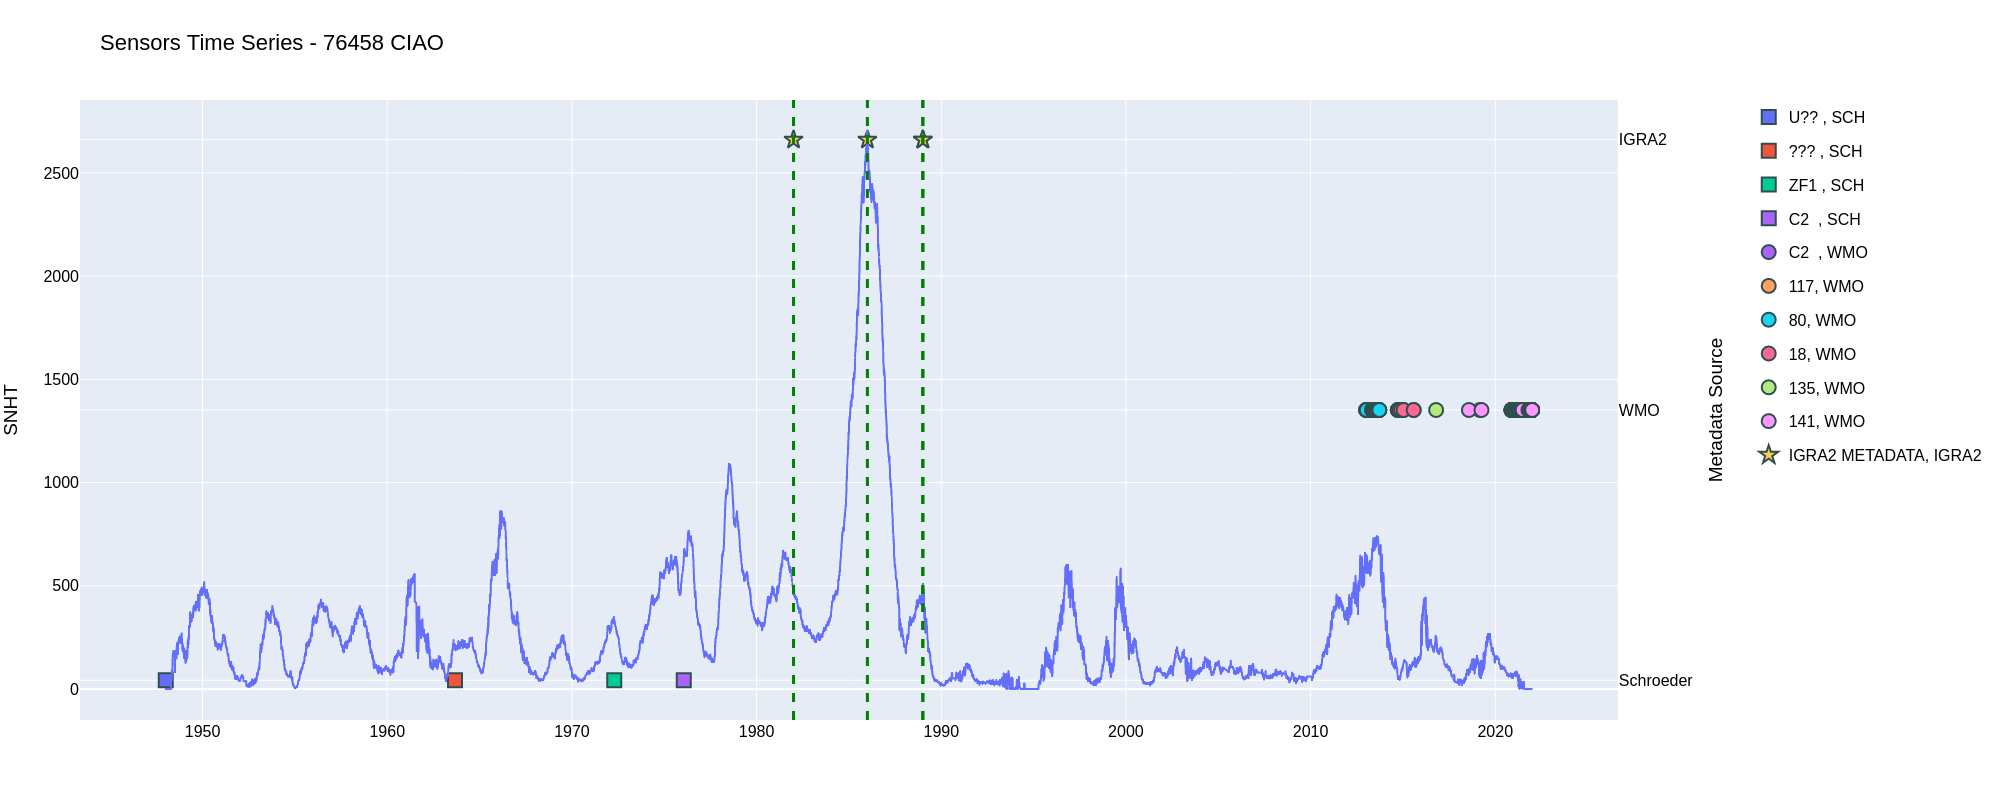 Sensors Time Series - 76458 CIAO
SNHT
2500
2000
1500
1000
500
0
1950
1960
1970
1980
1990
2000
2010
2020
IGRA2
WMO
Schroeder
Metadata Source
U?? , SCH
??? , SCH
ZF1 , SCH
C2  , SCH
C2  , WMO
117, WMO
80, WMO
18, WMO
135, WMO
141, WMO
IGRA2 METADATA, IGRA2